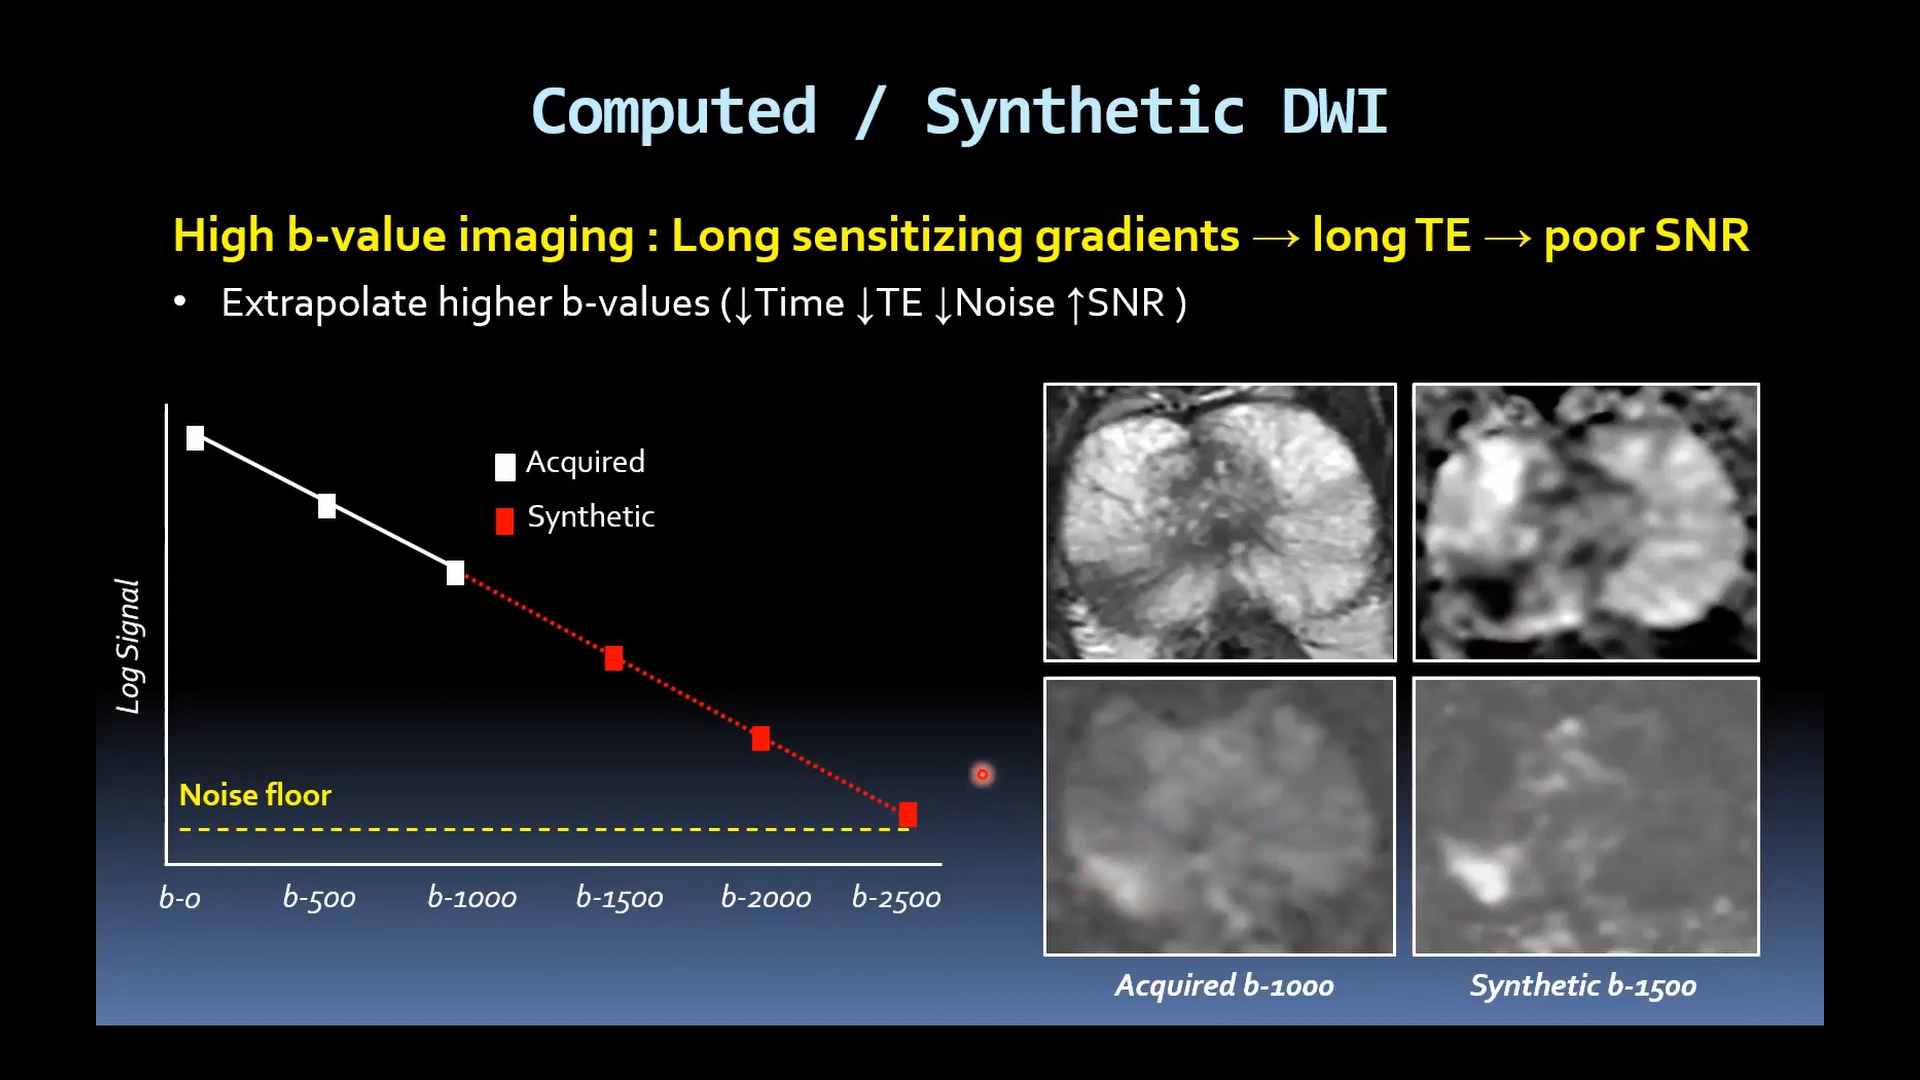 Computed / Synthetic DWI
High b-value imaging : Long sensitizing gradients → long TE → poor SNR
• Extrapolate higher b-values (↓Time ↓TE ↓Noise ↑SNR )
Acquired
Synthetic
Log Signal
Noise floor
b-0 b-500 b-1000 b-1500 b-2000 b-2500
Acquired b-1000
Synthetic b-1500